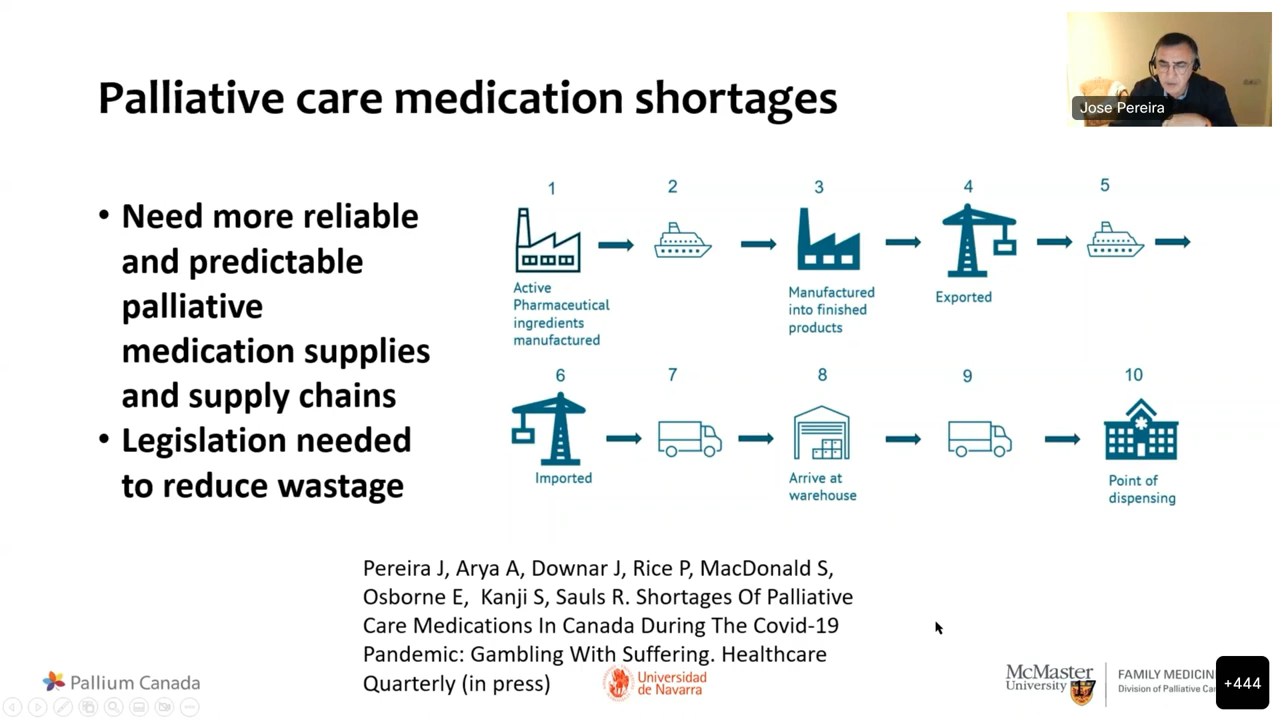 Palliative care medication shortages
Jose Pereira
• Need more reliable
and predictable
palliative
medication supplies
and supply chains
• Legislation needed
to reduce wastage
1
2
3
4
5
Active
Pharmaceutical
ingredients
manufactured
Manufactured
into finished
products
Exported
6
7
8
9
10
Imported
Arrive at
warehouse
Point of
dispensing
Pereira J, Arya A, Downar J, Rice P, MacDonald S,
Osborne E, Kanji S, Sauls R. Shortages Of Palliative
Care Medications In Canada During The Covid-19
Pandemic: Gambling With Suffering. Healthcare
Quarterly (in press)
Pallium Canada
Universidad
de Navarra
McMaster
University
FAMILY MEDICIN
Division of Palliative Car
+444